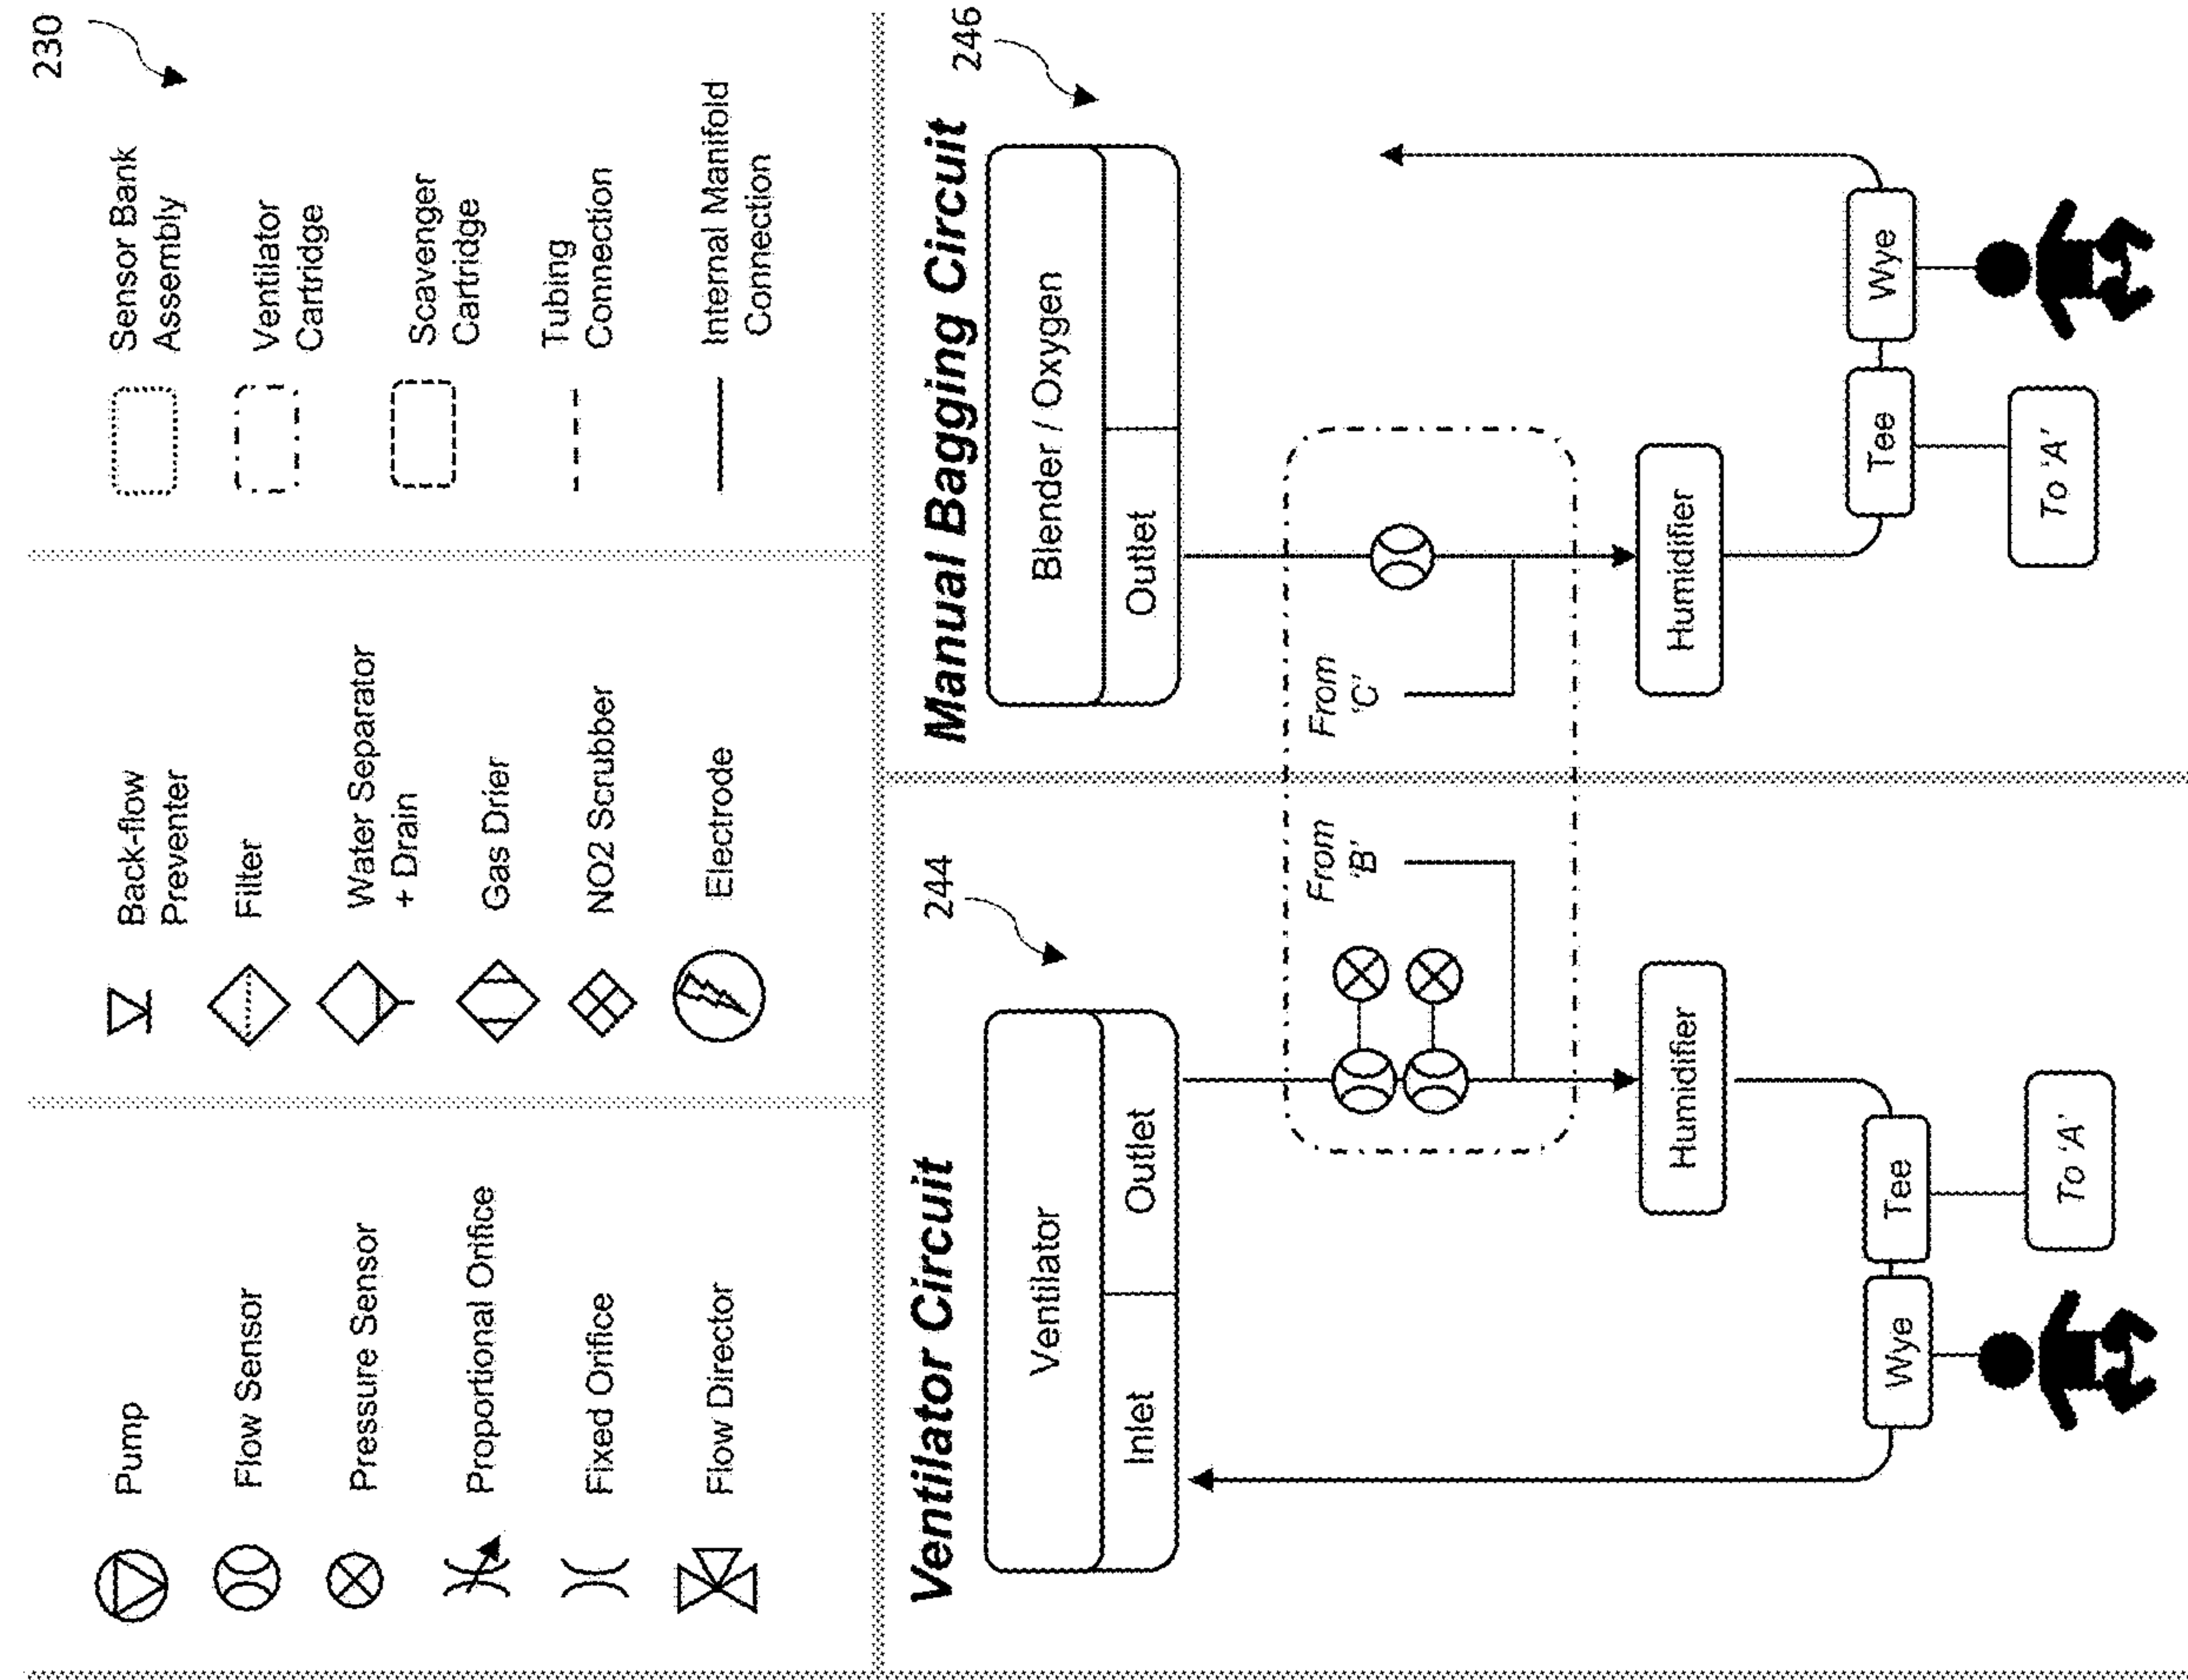 230
Pump
Flow Sensor
Pressure Sensor
Proportional Orifice
Fixed Orifice
Flow Director
Back-flow
Preventer
Filter
Water Separator
+ Drain
Gas Drier
NO2 Scrubber
Electrode
Sensor Bank
Assembly
Ventilator
Cartridge
Scavenger
Cartridge
Tubing
Connection
Internal Manifold
Connection
Ventilator Circuit
244
Ventilator
Inlet
Outlet
From
'B'
Humidifier
Wye
Tee
To 'A'
Manual Bagging Circuit
246
Blender / Oxygen
Outlet
From
'C'
Humidifier
Tee
Wye
To 'A'